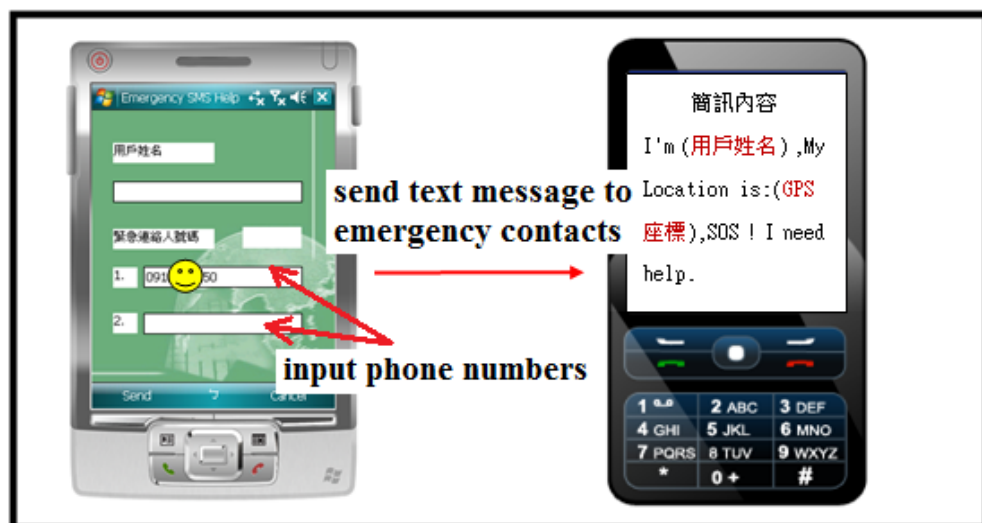 Emergency SMS Help
用戶姓名
緊急連絡人號碼
1.
091 50
2.
Send
Cancel
send text message to
emergency contacts
input phone numbers
簡訊內容
I'm(用戶姓名),My
Location is:(GPS
座標),SOS！I need
help.
1
2 ABC
3 DEF
4 GHI
5 JKL
6 MNO
7 PQRS
8 TUV
9 WXYZ
*
0 +
#